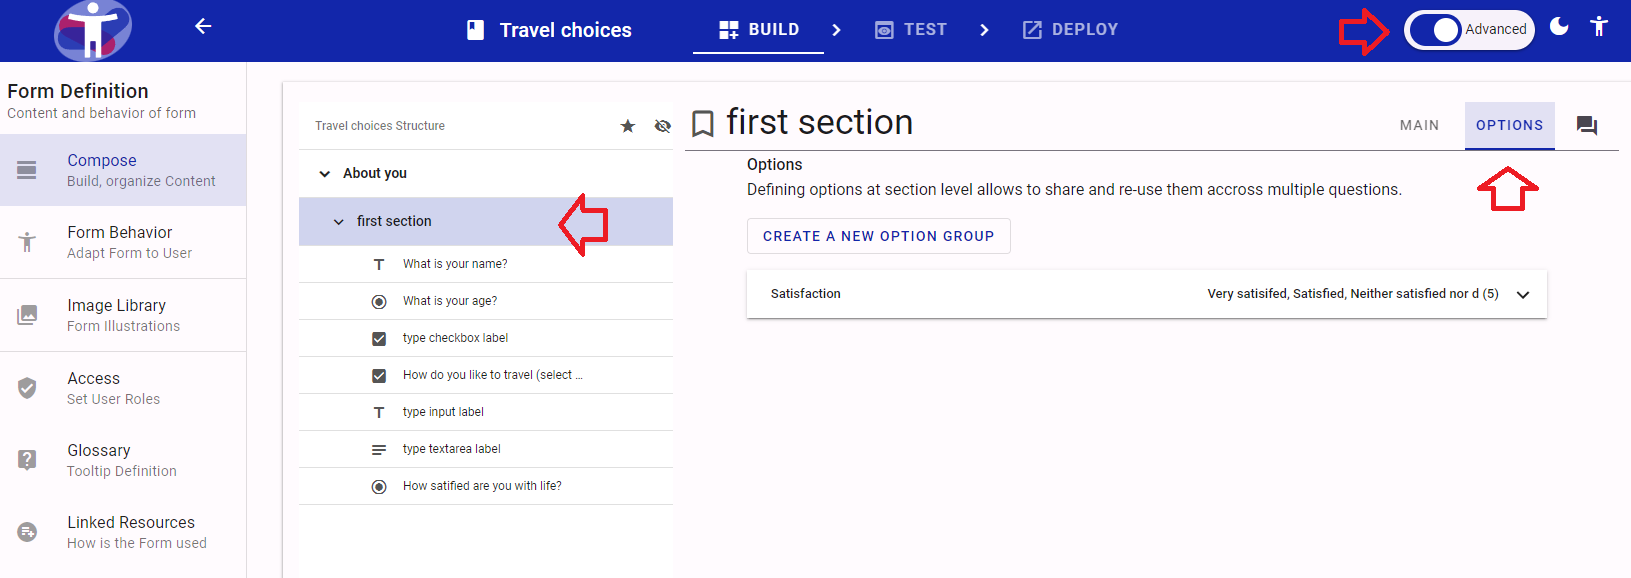 Travel choices
BUILD
TEST
DEPLOY
Advanced
Form Definition
Content and behavior of form
Compose
Build, organize Content
Form Behavior
Adapt Form to User
Image Library
Form Illustrations
Access
Set User Roles
Glossary
Tooltip Definition
Linked Resources
How is the Form used
Travel choices Structure
About you
first section
What is your name?
What is your age?
type checkbox label
How do you like to travel (select ...
type input label
type textarea label
How satified are you with life?
first section
MAIN
OPTIONS
Options
Defining options at section level allows to share and re-use them accross multiple questions.
CREATE A NEW OPTION GROUP
Satisfaction
Very satisifed, Satisfied, Neither satisfied nor d (5)